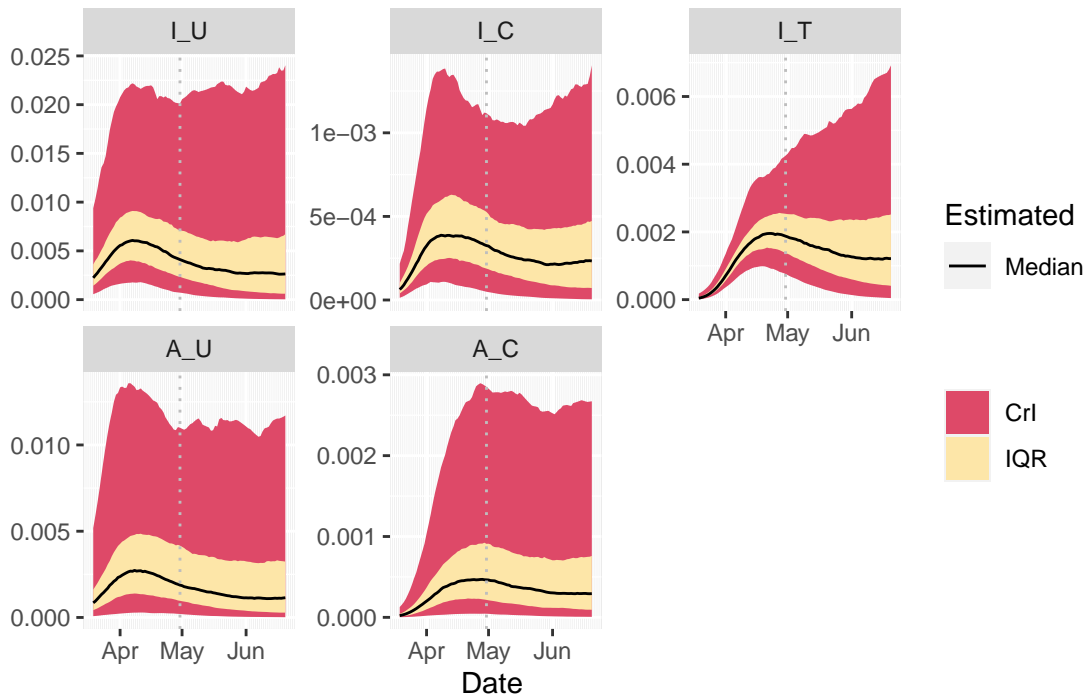 I_U
I_C
I_T
0.025
0.020
0.015
0.010
0.005
0.000
1e−03
5e−04
0e+00
0.006
0.004
0.002
0.000
Apr May Jun
Estimated
Median
CrI
IQR
A_U
A_C
0.010
0.005
0.000
0.003
0.002
0.001
0.000
Apr May Jun
Apr May Jun
Date